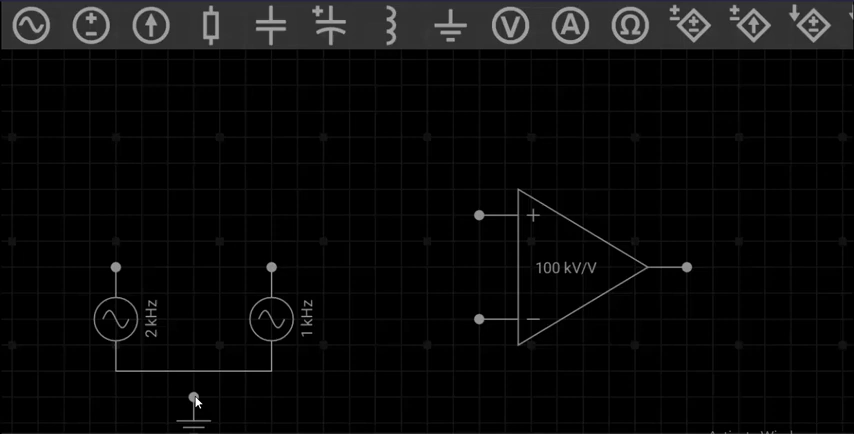 V
A
Ω
+
100 kV/V
2 kHz
1 kHz
−